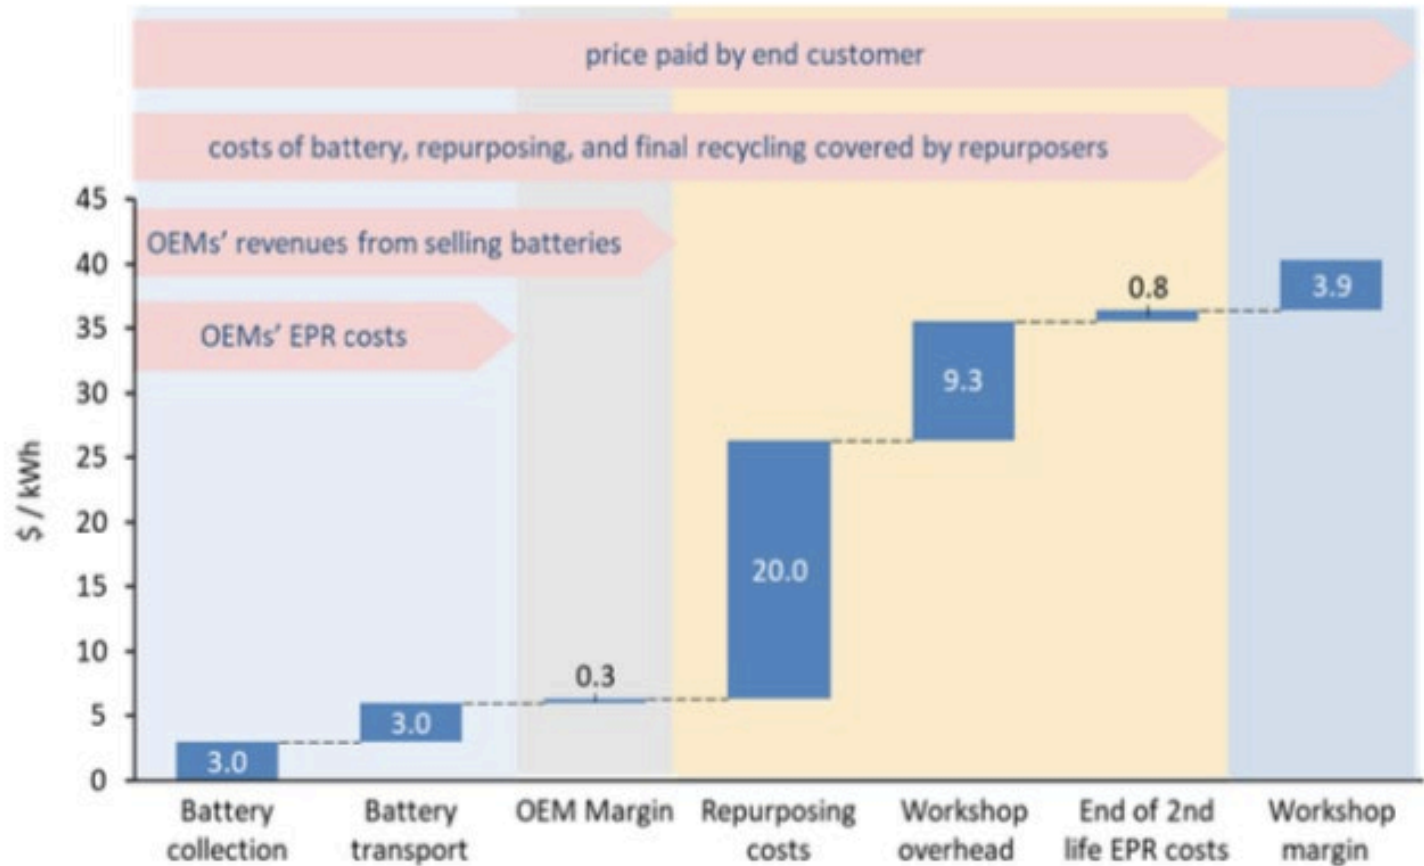 price paid by end customer
costs of battery, repurposing, and final recycling covered by repurposers
OEMs' revenues from selling batteries
OEMs' EPR costs
$ / kWh
45
40
35
30
25
20
15
10
5
0
3.0
3.0
0.3
20.0
9.3
0.8
3.9
Battery
collection
Battery
transport
OEM Margin
Repurposing
costs
Workshop
overhead
End of 2nd
life EPR costs
Workshop
margin